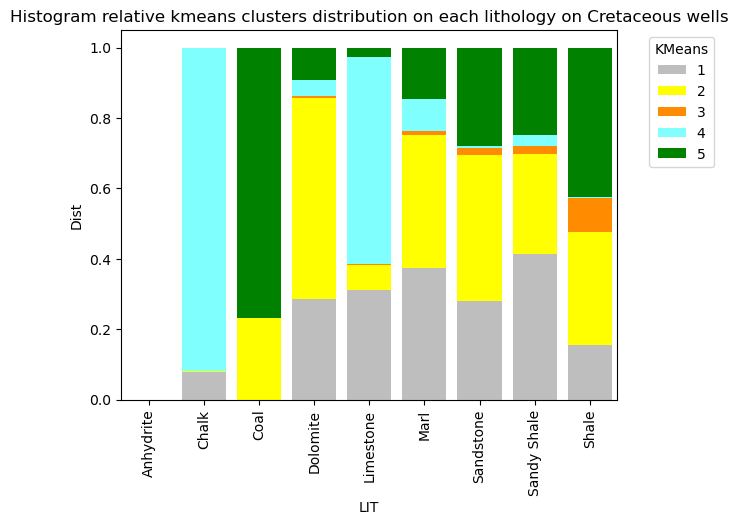 Histogram relative kmeans clusters distribution on each lithology on Cretaceous wells
KMeans
1
2
3
4
5
Dist
1.0
0.8
0.6
0.4
0.2
0.0
Anhydrite
Chalk
Coal
Dolomite
Limestone
Marl
Sandstone
Sandy Shale
Shale
LIT